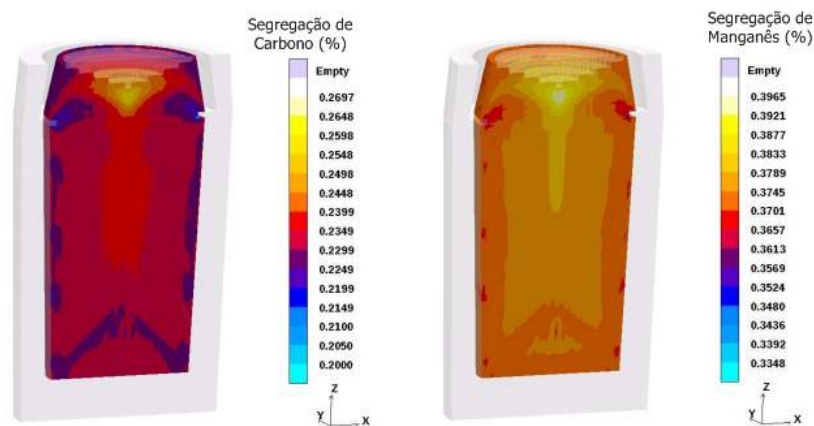 Segregação de
Carbono (%)
Empty
0.2697
0.2648
0.2598
0.2548
0.2498
0.2448
0.2399
0.2349
0.2299
0.2249
0.2199
0.2149
0.2100
0.2050
0.2000
Z
Y
X
Segregação de
Manganês (%)
Empty
0.3965
0.3921
0.3877
0.3833
0.3789
0.3745
0.3701
0.3657
0.3613
0.3569
0.3524
0.3480
0.3436
0.3392
0.3348
Z
Y
X